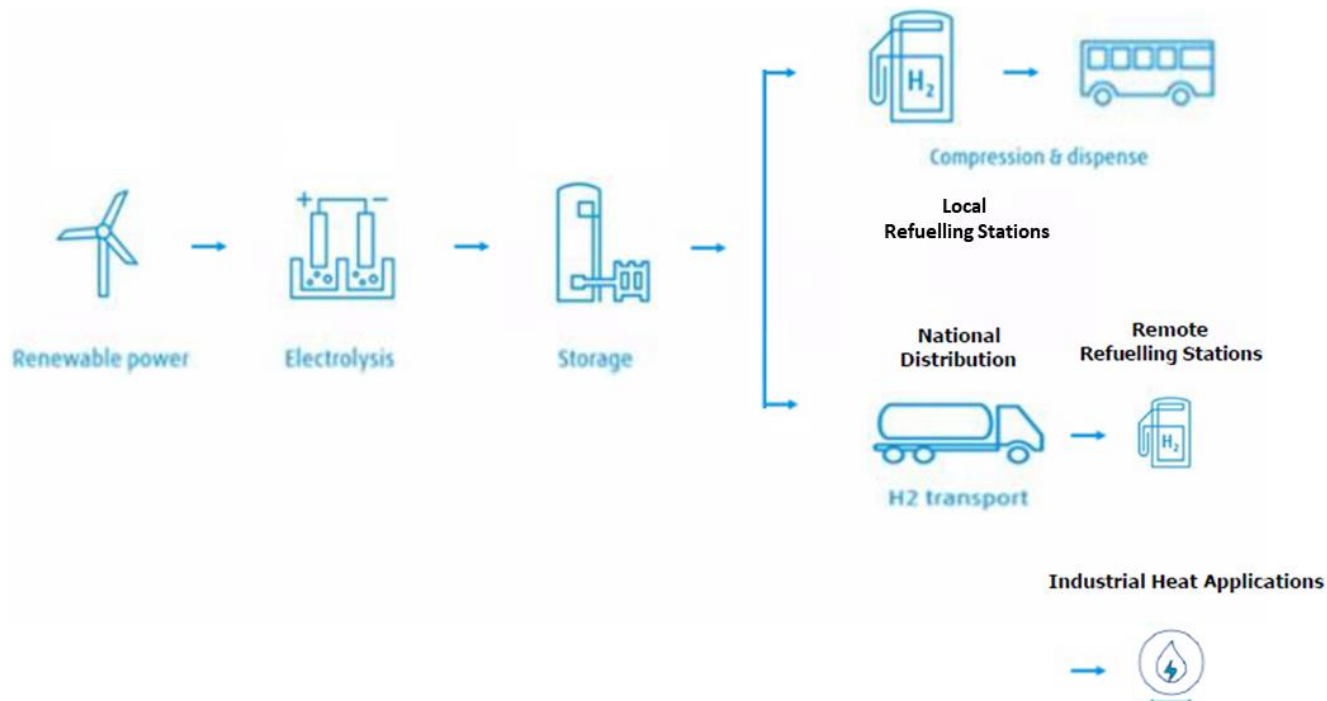 H₂
Compression & dispense
Local
Refuelling Stations
+ −
Renewable power
Electrolysis
Storage
National
Distribution
Remote
Refuelling Stations
H₂
H2 transport
Industrial Heat Applications